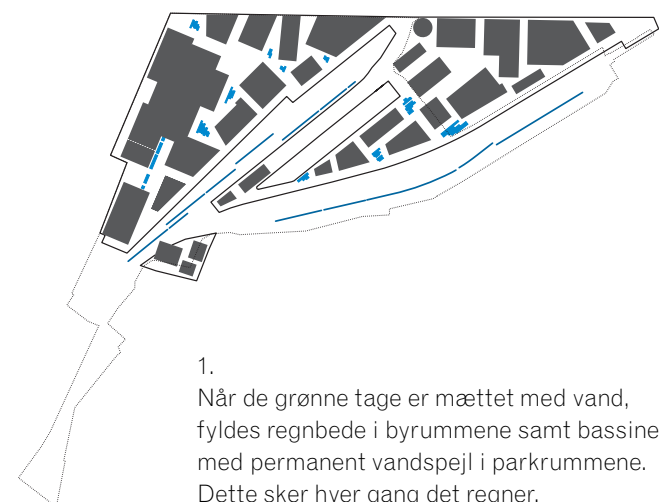 1.
Når de grønne tage er mættet med vand,
fyldes regnbede i byrummene samt bassine
med permanent vandspejl i parkrummene.
Dette sker hver gang det regner.